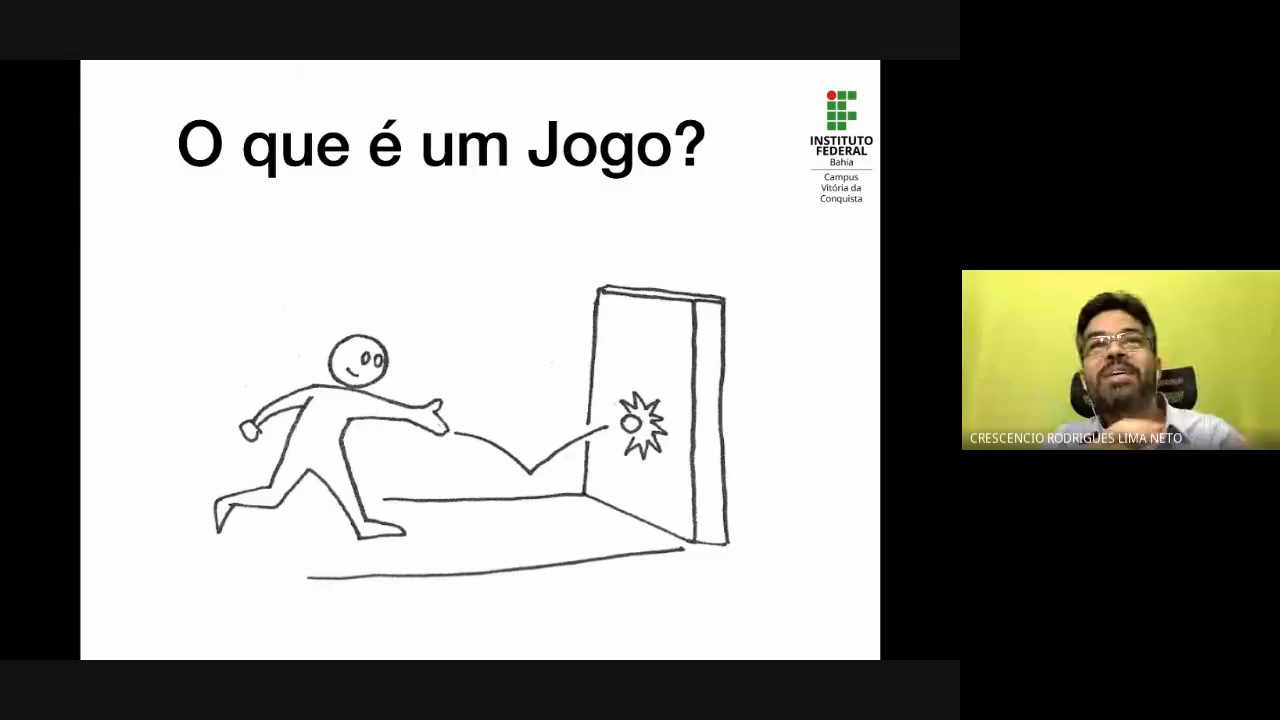 O que é um Jogo?
INSTITUTO
FEDERAL
Bahia
Campus
Vitória da
Conquista
CRESCENCIO RODRIGUES LIMA NETO